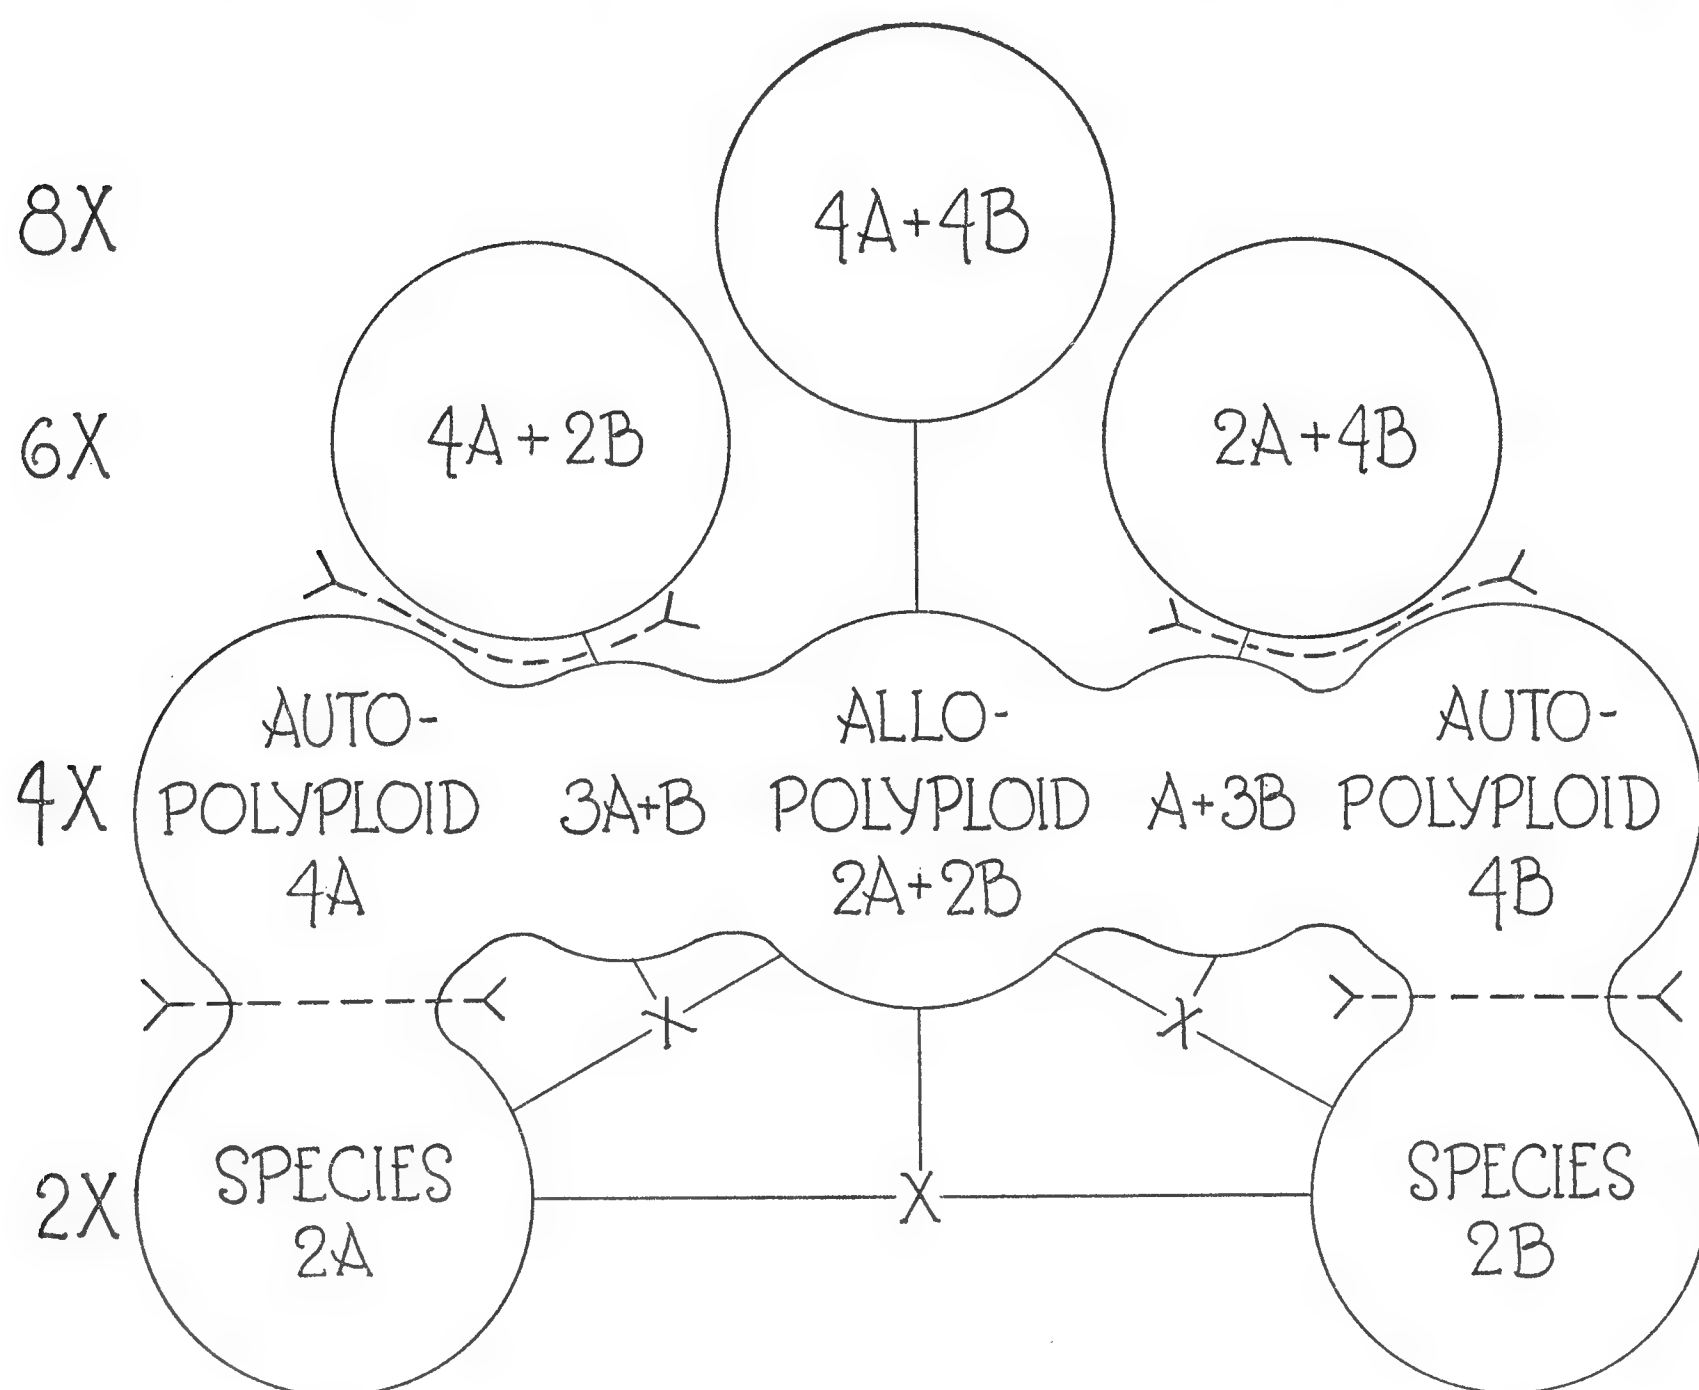 4A+4B
8X
4A+2B
2A+4B
6X
AUTO-
POLYPLOID
4A
3A+B
ALLO-
POLYPLOID
2A+2B
A+3B
AUTO-
POLYPLOID
4B
4X
X
X
SPECIES
2A
X
SPECIES
2B
2X